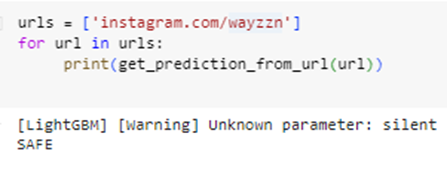 urls = ['instagram.com/wayzzn']
for url in urls:
print(get_prediction_from_url(url))
[LightGBM] [Warning] Unknown parameter: silent
SAFE